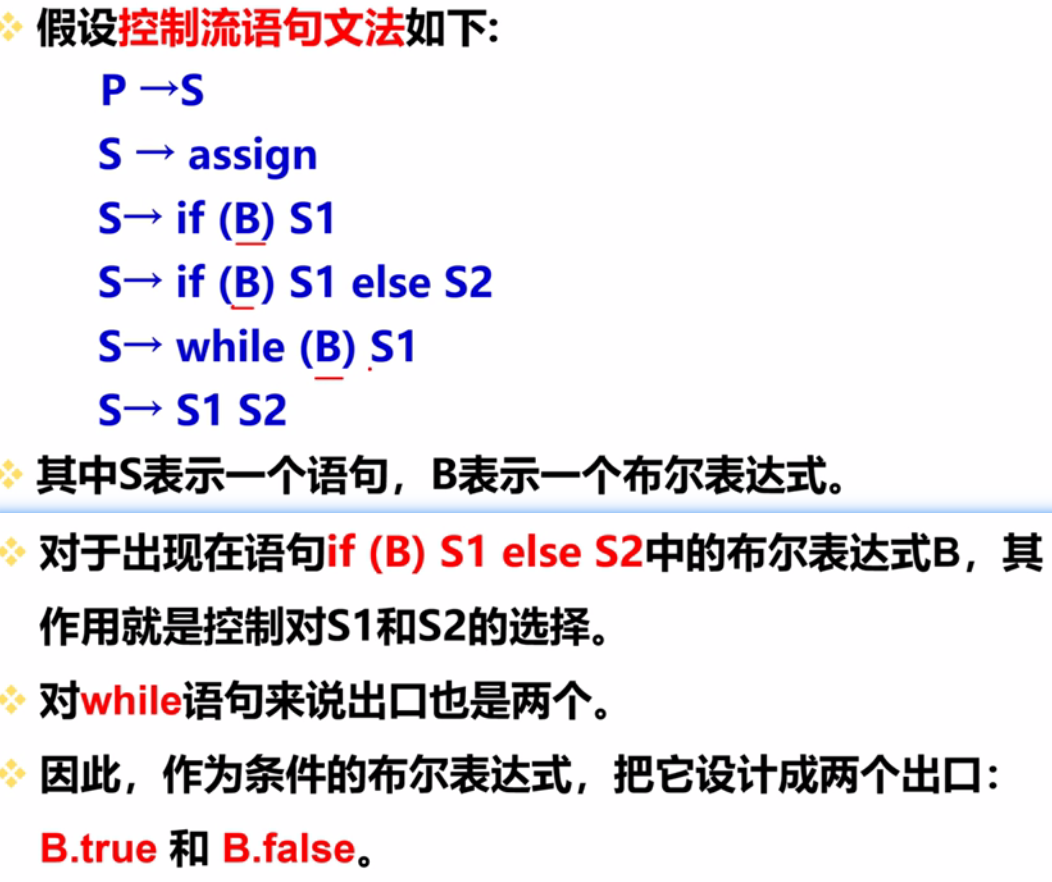 假设控制流语句文法如下:
P →S
S → assign
S→ if (B) S1
S→ if (B) S1 else S2
S→ while (B) S1
S→ S1 S2
其中S表示一个语句，B表示一个布尔表达式。
对于出现在语句if (B) S1 else S2中的布尔表达式B，其
作用就是控制对S1和S2的选择。
对while语句来说出口也是两个。
因此，作为条件的布尔表达式，把它设计成两个出口：
B.true 和 B.false。